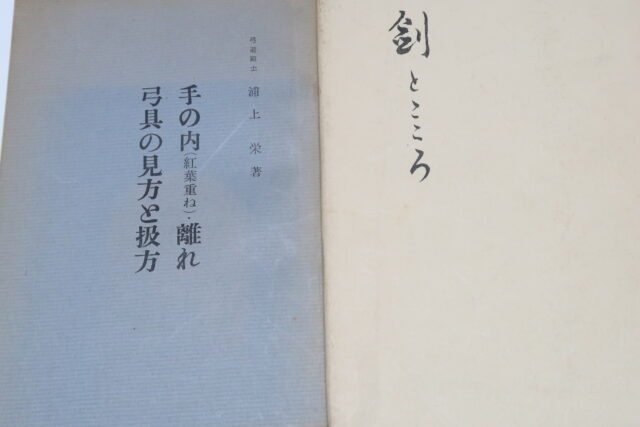 弓道範士 浦上 栄著
手の内(紅葉重ね)・離れ
弓具の見方と扱方
剣とこころ